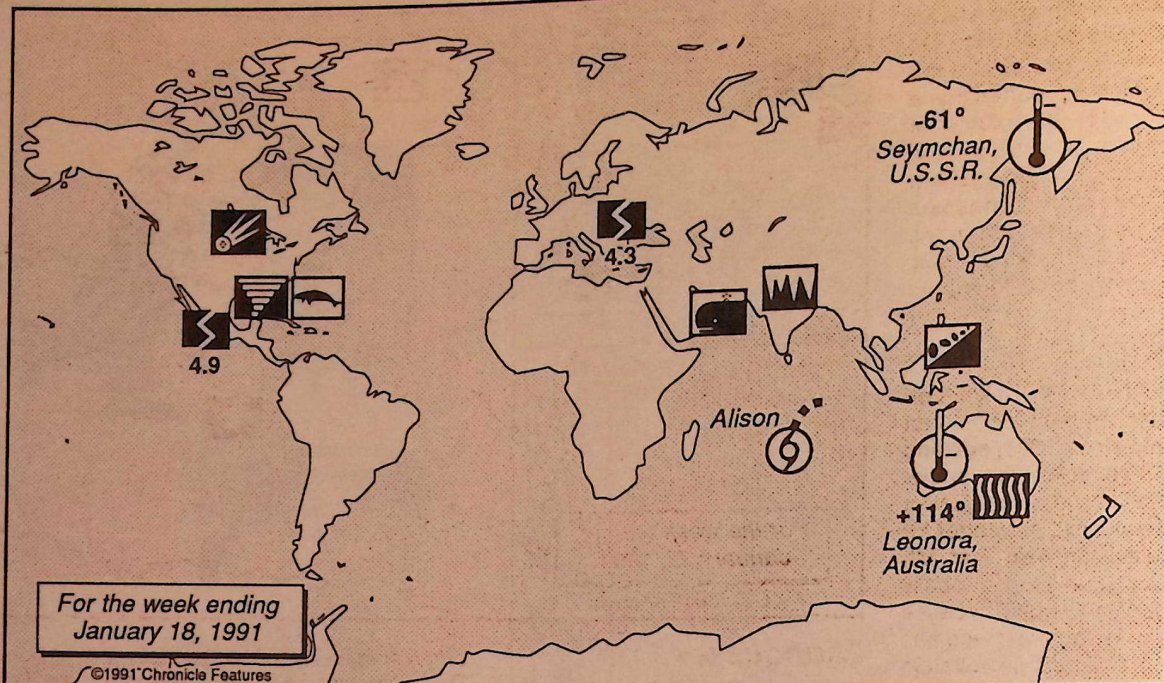 -61°
Seymchan,
U.S.S.R.
4.3
4.9
Alison
+114°
Leonora,
Australia
For the week ending
January 18, 1991
©1991 Chronicle Features